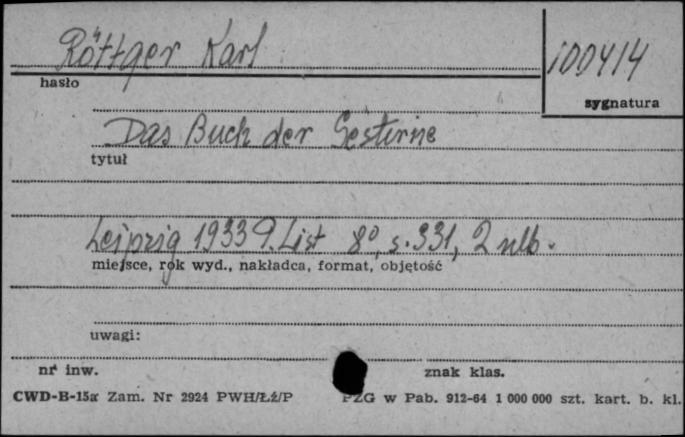 Röttger Karl
100414
hasło
sygnatura
Das Buch der Gestirne
tytuł
Leipzig 1933 P. List 8°, s. 331, 2 nlb.
miejsce, rok wyd., nakładca, format, objętość
uwagi:
nr inw.
znak klas.
CWD-B-15a Zam. Nr 2924 PWH/Łź/P PZG w Pab. 912-64 1 000 000 szt. kart. b. kl.